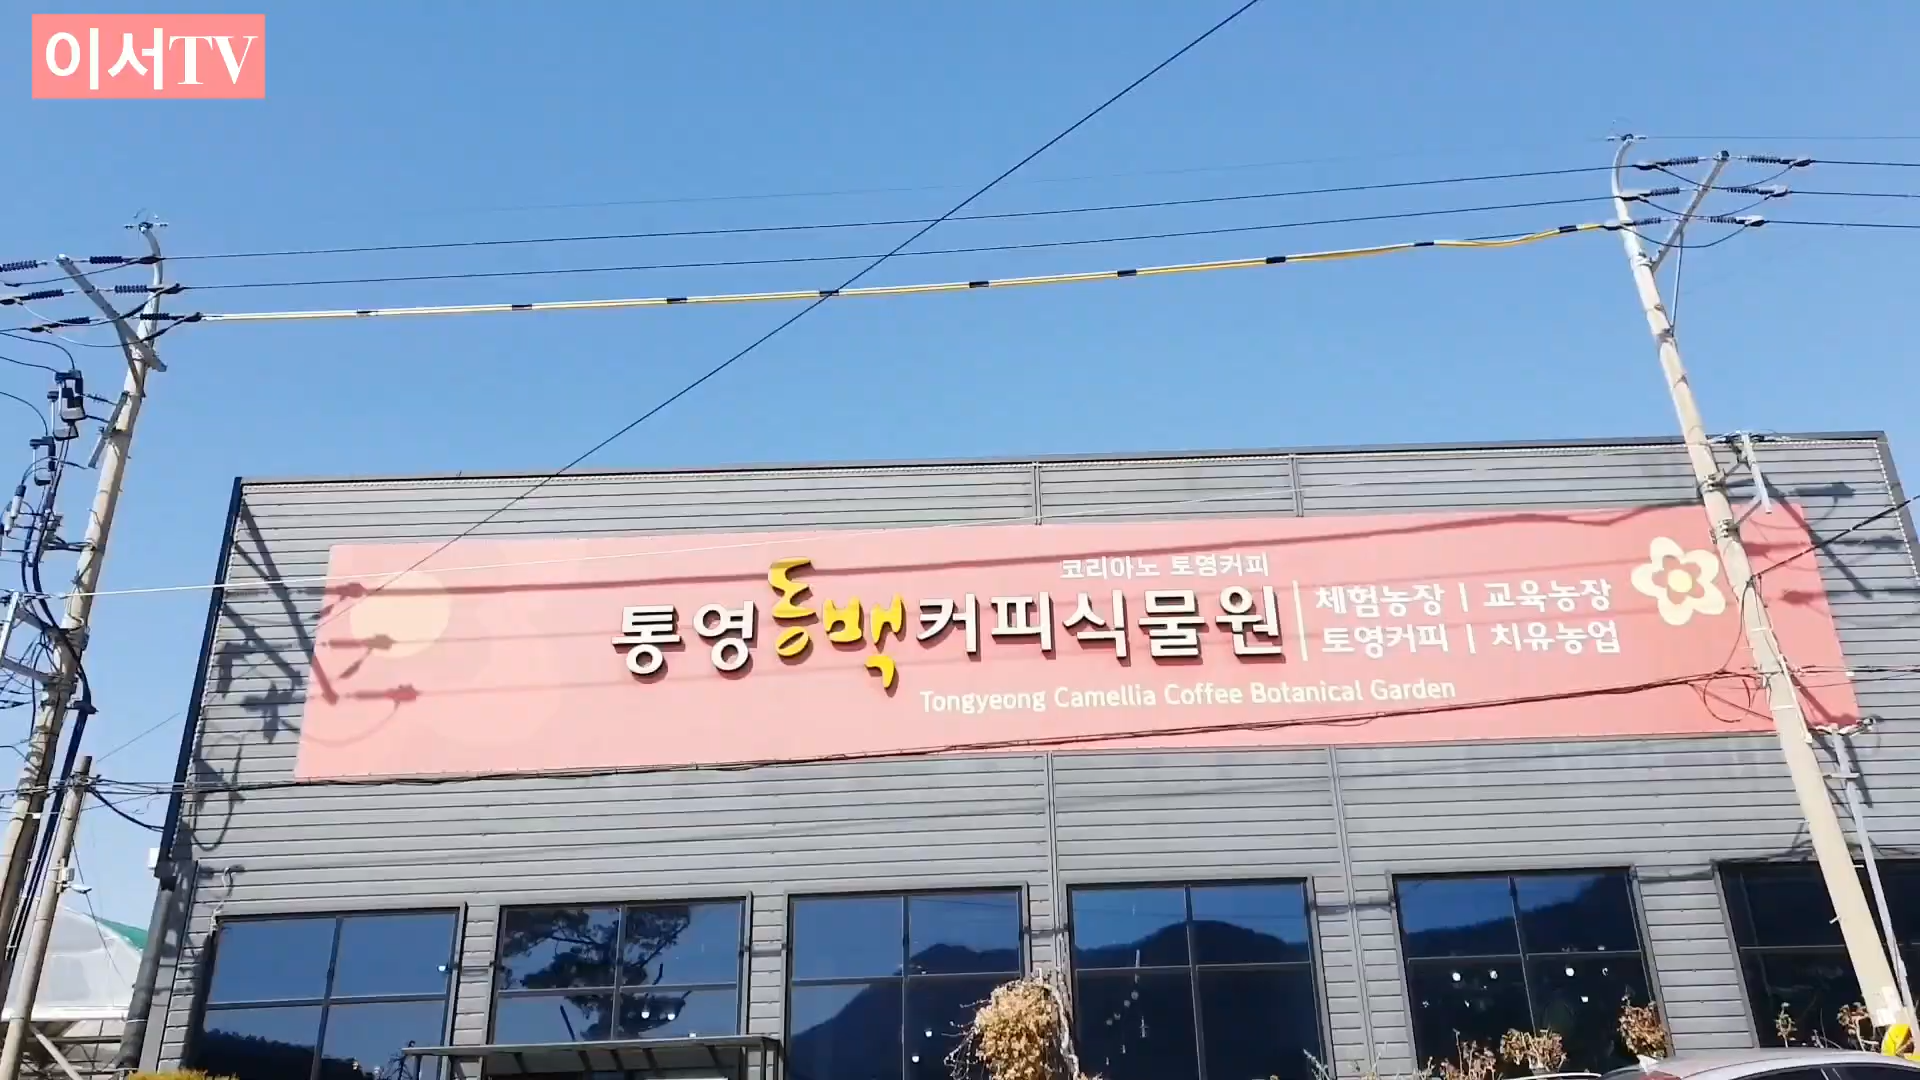 이서TV
코리아노 토영커피
통영동백커피식물원
체험농장 | 교육농장
토영커피 | 치유농업
Tongyeong Camellia Coffee Botanical Garden